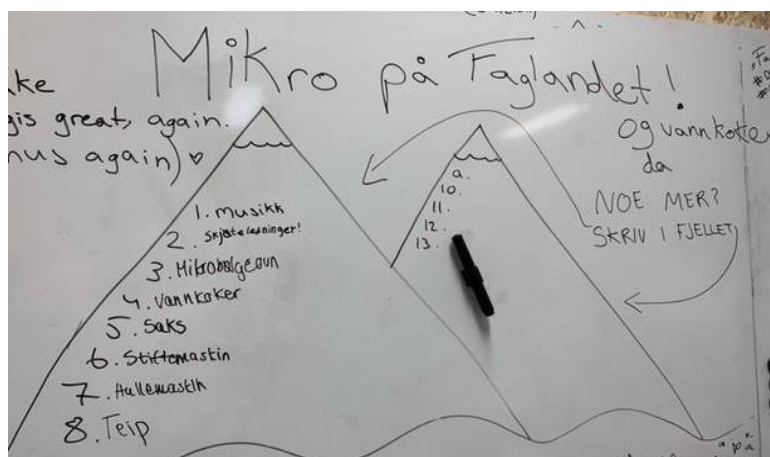 Mikro på Faglandet!
gis great, again.
nus again) ♡
Og vannkoker
da
NOE MER?
SKRIV I FJELLET
1. musikk
2. Skjøteledninger!
3. Mikrobølgeovn
4. Vannkoker
5. Saks
6. Stiftemaskin
7. Hullemaskin
8. Teip
9.
10.
11.
12.
13.